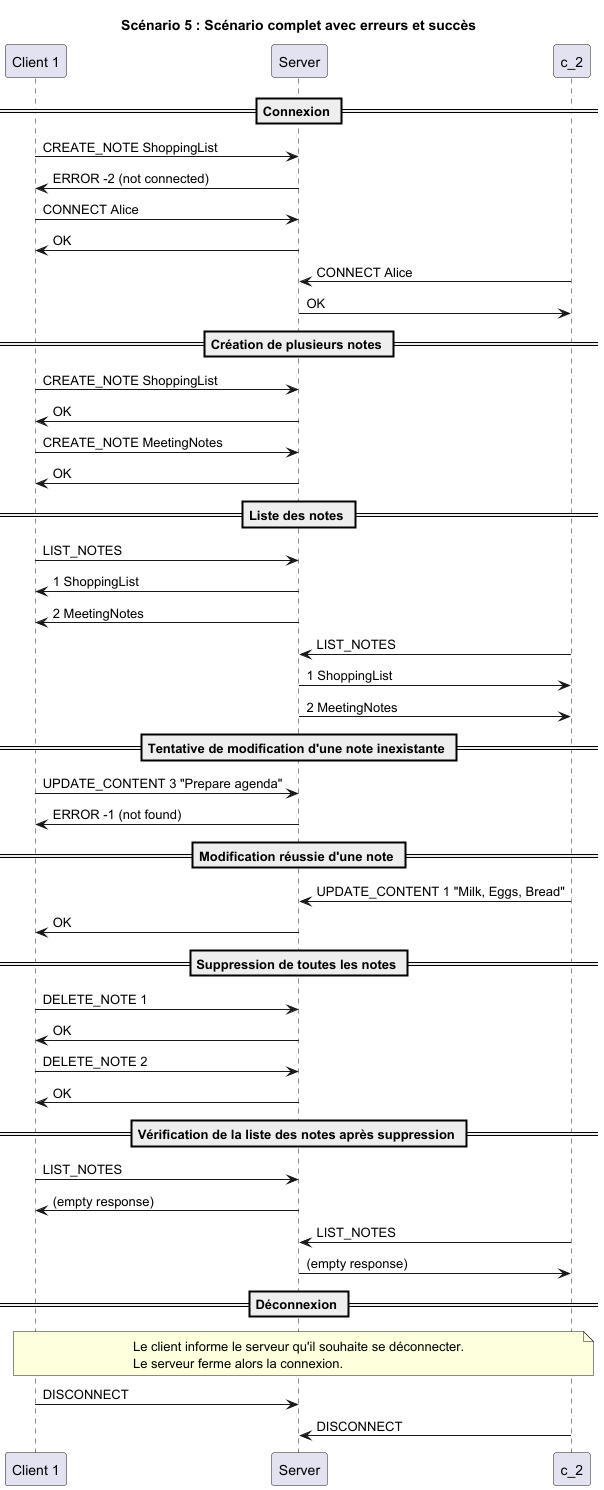 Scénario 5 : Scénario complet avec erreurs et succès
Client 1 Server c_2
Connexion
CREATE_NOTE ShoppingList
ERROR -2 (not connected)
CONNECT Alice
OK
CONNECT Alice
OK
Création de plusieurs notes
CREATE_NOTE ShoppingList
OK
CREATE_NOTE MeetingNotes
OK
Liste des notes
LIST_NOTES
1 ShoppingList
2 MeetingNotes
LIST_NOTES
1 ShoppingList
2 MeetingNotes
Tentative de modification d'une note inexistante
UPDATE_CONTENT 3 "Prepare agenda"
ERROR -1 (not found)
Modification réussie d'une note
UPDATE_CONTENT 1 "Milk, Eggs, Bread"
OK
Suppression de toutes les notes
DELETE_NOTE 1
OK
DELETE_NOTE 2
OK
Vérification de la liste des notes après suppression
LIST_NOTES
(empty response)
LIST_NOTES
(empty response)
Déconnexion
Le client informe le serveur qu'il souhaite se déconnecter.
Le serveur ferme alors la connexion.
DISCONNECT
DISCONNECT
Client 1 Server c_2